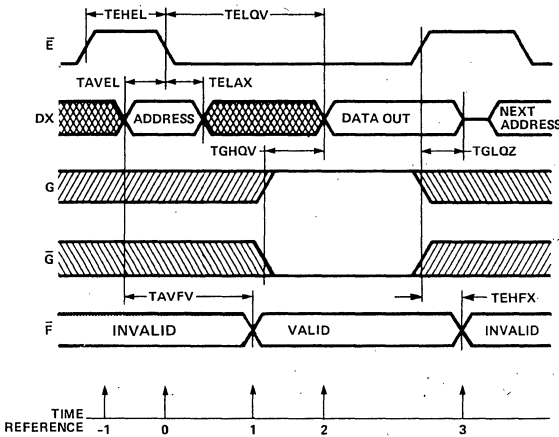 TEHEL TELQV
E̅
TAVEL TELAX
DX ADDRESS DATA OUT NEXT ADDRESS
TGHQV TGLQZ
G
G̅
TAVFV TEHFX
F̅ INVALID VALID INVALID
TIME REFERENCE -1 0 1 2 3